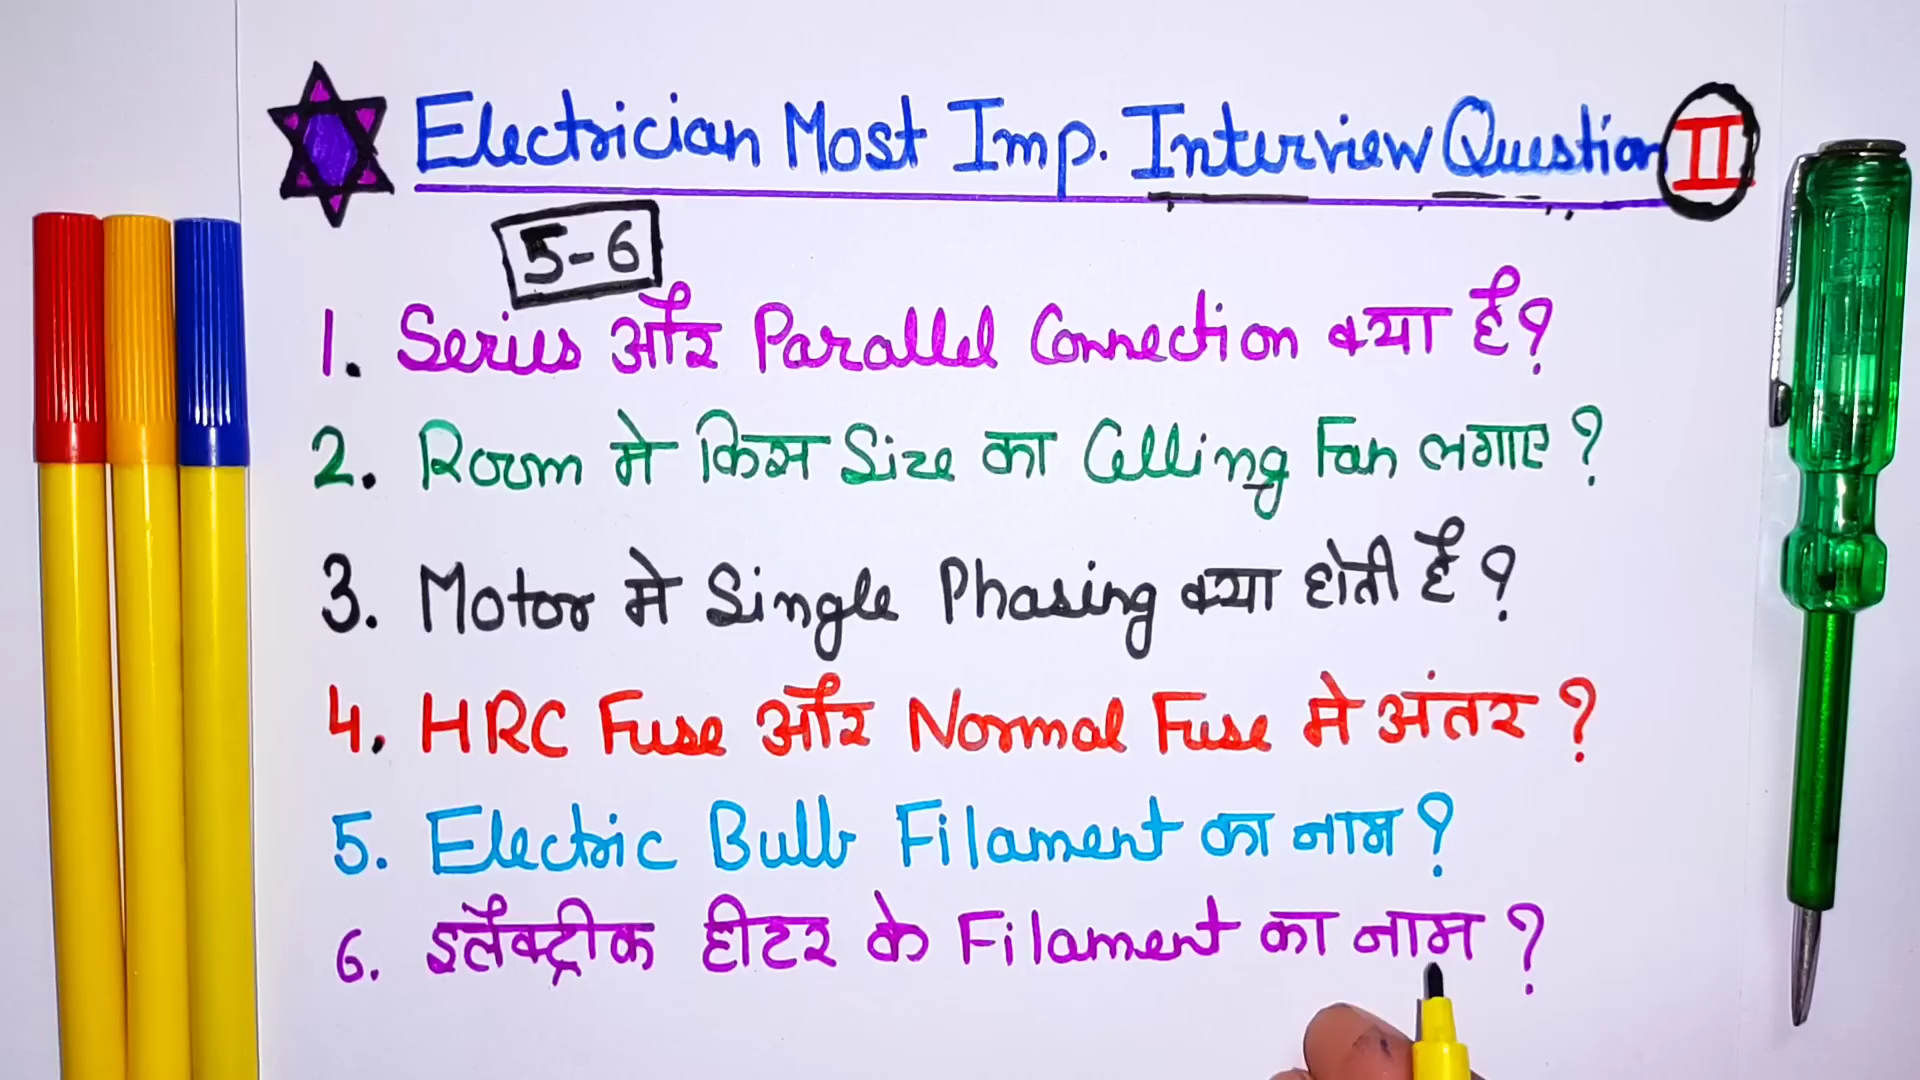 Electrician Most Imp. Interview Question II
5-6
1. Series और Parallel Connection क्या है?
2. Room मे किस Size का Celling Fan लगाए?
3. Motor मे Single Phasing क्या होती है?
4. HRC Fuse और Normal Fuse मे अंतर?
5. Electric Bulb Filament का नाम?
6. इलैक्ट्रीक हीटर के Filament का नाम?